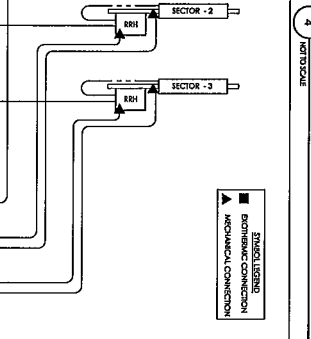 SECTOR - 2
RRH
SECTOR - 3
RRH
4
NOT TO SCALE
SYMBOL LEGEND
EXOTHERMIC CONNECTION
MECHANICAL CONNECTION